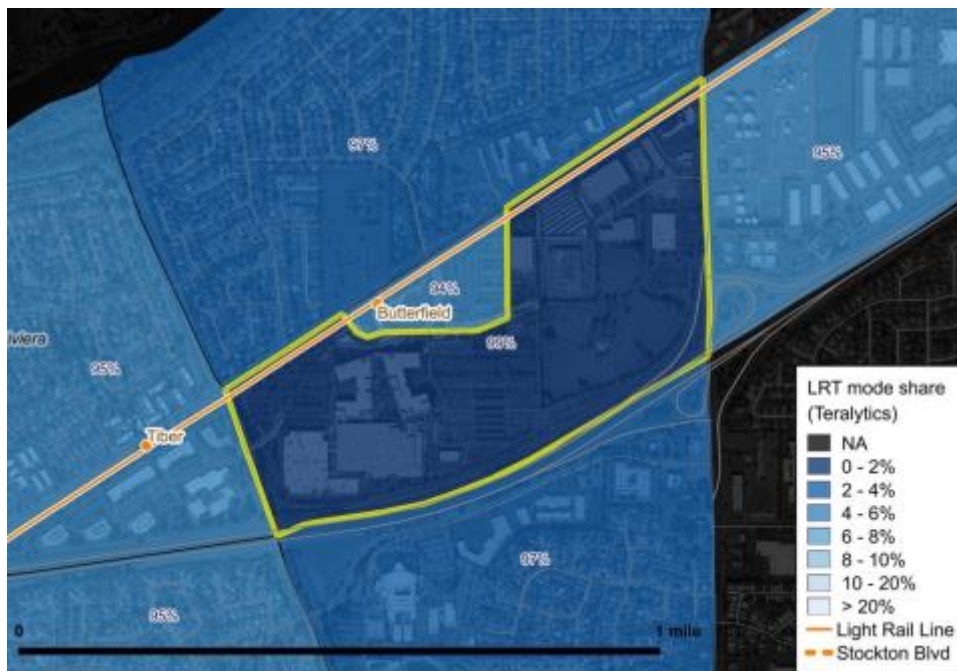 97%
95%
94%
Butterfield
99%
viera
95%
Tiber
97%
95%
0
1 mile
LRT mode share
(Teralytics)
NA
0 - 2%
2 - 4%
4 - 6%
6 - 8%
8 - 10%
10 - 20%
> 20%
Light Rail Line
Stockton Blvd